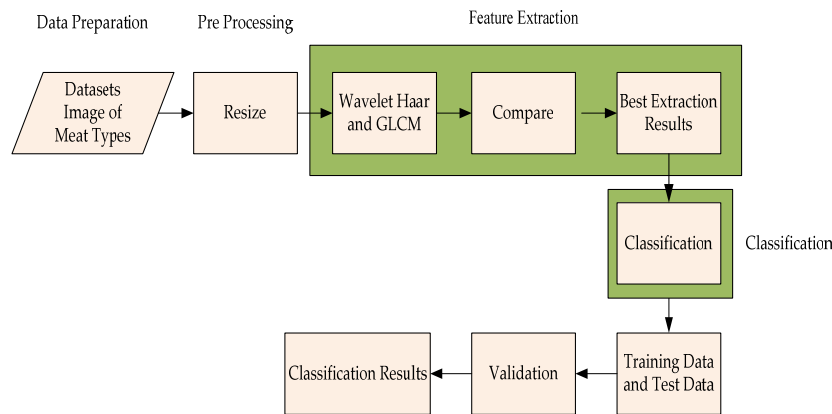 Data Preparation
Pre Processing
Feature Extraction
Datasets
Image of
Meat Types
Resize
Wavelet Haar
and GLCM
Compare
Best Extraction
Results
Classification
Classification
Training Data
and Test Data
Validation
Classification Results